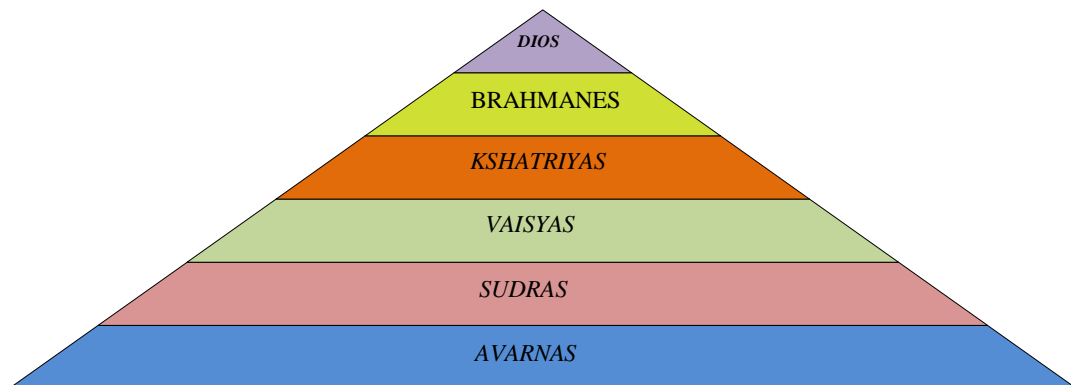 DIOS
BRAHMANES
KSHATRIYAS
VAISYAS
SUDRAS
AVARNAS